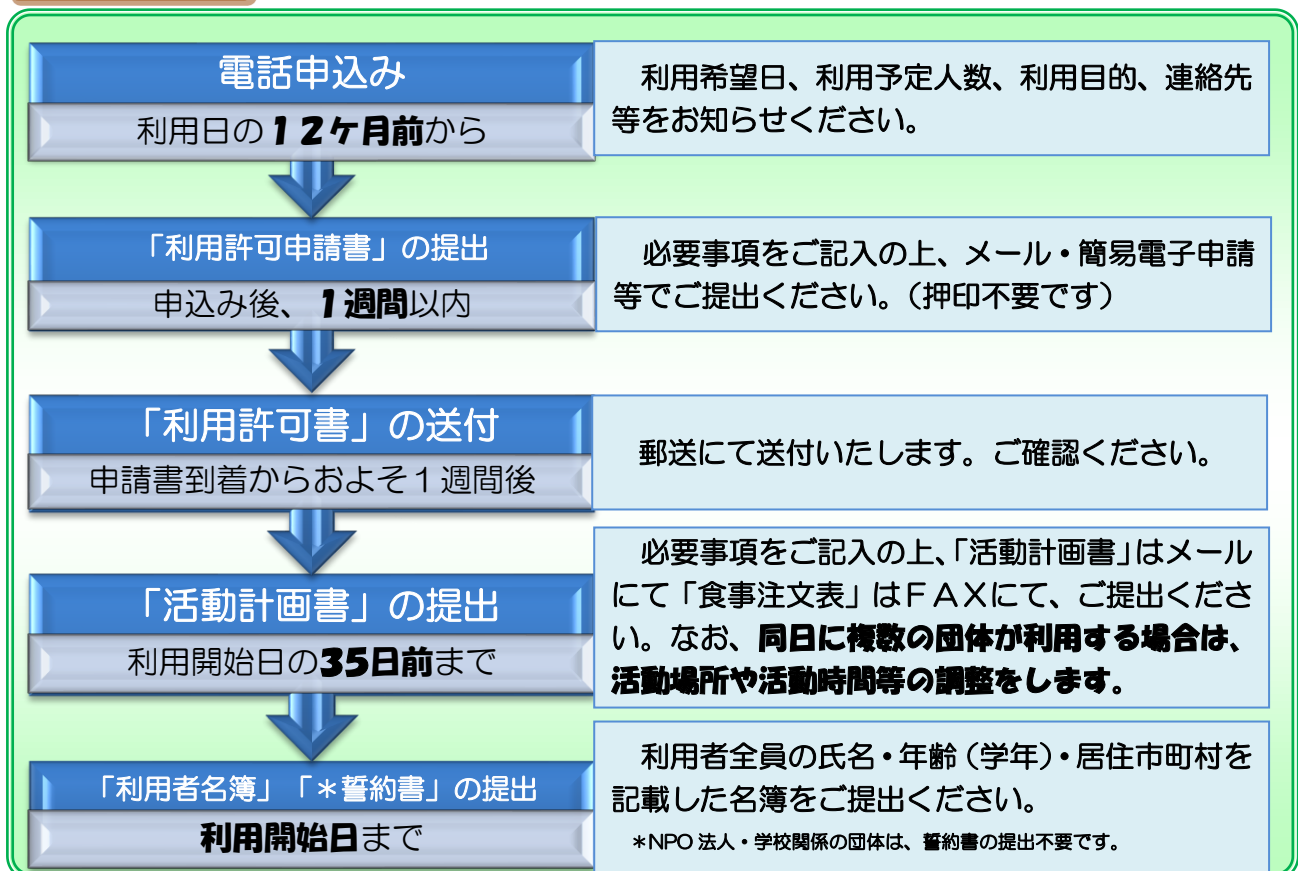 電話申込み
利用日の12ケ月前から
利用希望日、利用予定人数、利用目的、連絡先
等をお知らせください。
「利用許可申請書」の提出
申込み後、1週間以内
必要事項をご記入の上、メール・簡易電子申請
等でご提出ください。（押印不要です）
「利用許可書」の送付
申請書到着からおよそ１週間後
郵送にて送付いたします。ご確認ください。
「活動計画書」の提出
利用開始日の35日前まで
必要事項をご記入の上、「活動計画書」はメール
にて「食事注文表」はＦＡＸにて、ご提出くださ
い。なお、同日に複数の団体が利用する場合は、
活動場所や活動時間等の調整をします。
「利用者名簿」「＊誓約書」の提出
利用開始日まで
利用者全員の氏名・年齢（学年）・居住市町村を
記載した名簿をご提出ください。
＊NPO法人・学校関係の団体は、誓約書の提出不要です。